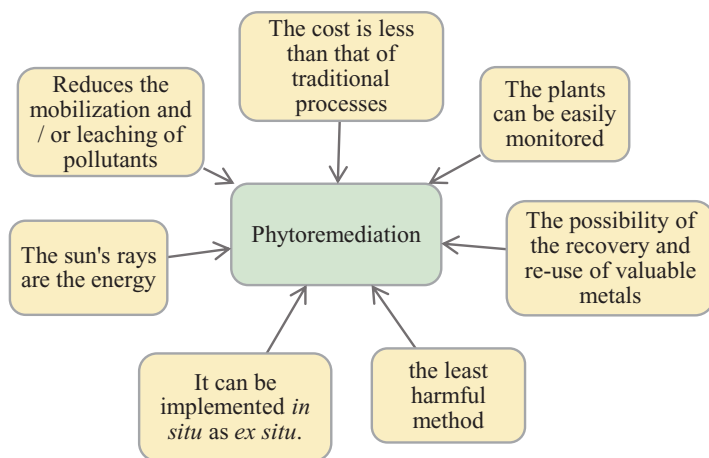 The cost is less
than that of
traditional
processes
Reduces the
mobilization and
/ or leaching of
pollutants
The plants
can be easily
monitored
Phytoremediation
The sun's rays
are the energy
The possibility of
the recovery and
re-use of valuable
metals
It can be
implemented in
situ as ex situ.
the least
harmful
method